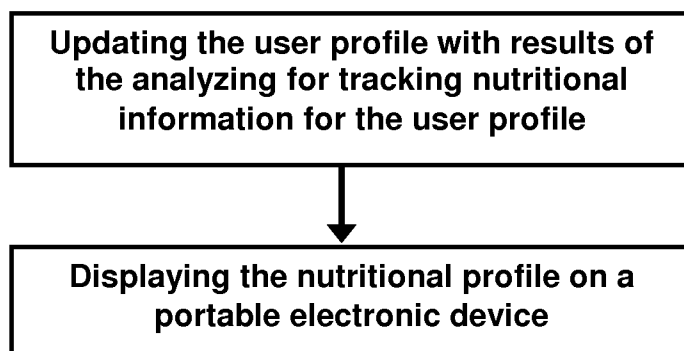 Updating the user profile with results of
the analyzing for tracking nutritional
information for the user profile
Displaying the nutritional profile on a
portable electronic device